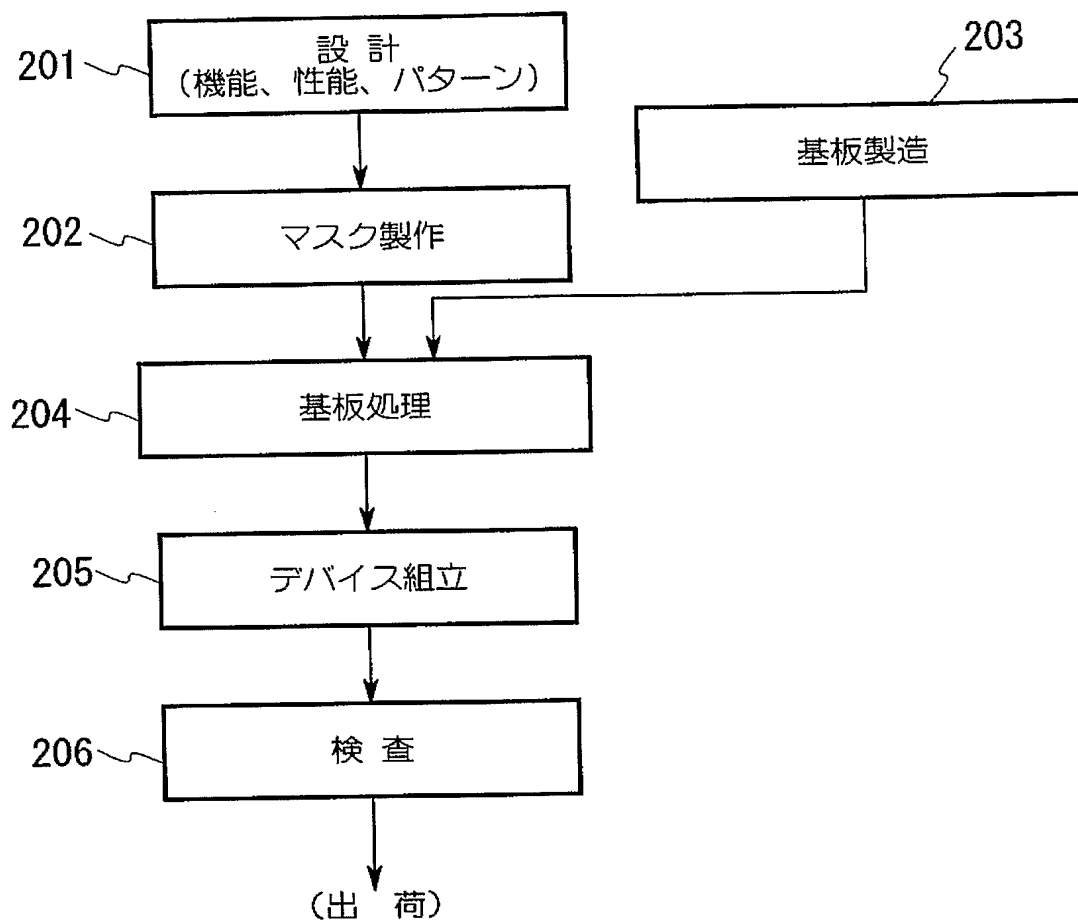 201
設 計
(機能、性能、パターン)
203
基板製造
202
マスク製作
204
基板処理
205
デバイス組立
206
検 査
(出 荷)